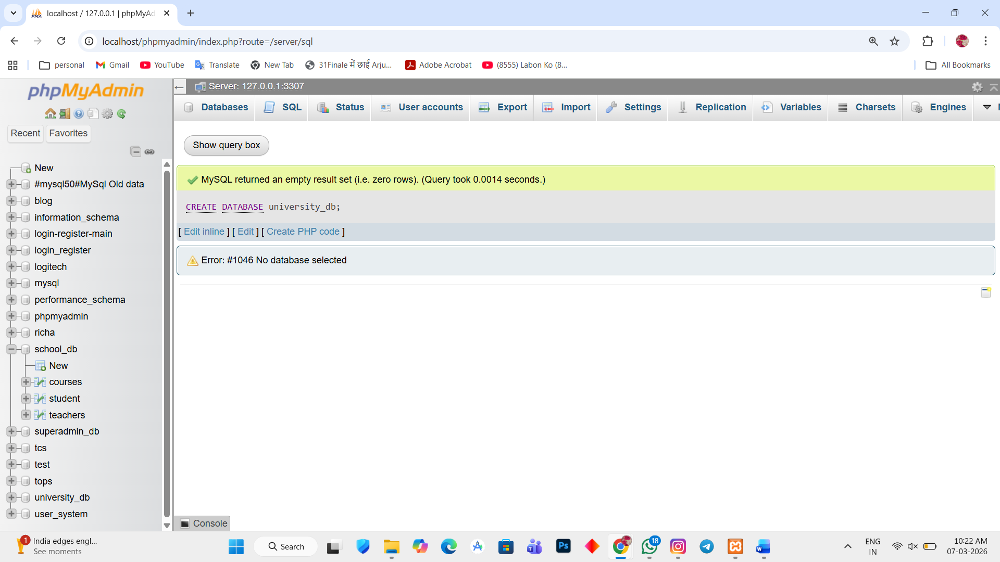 localhost / 127.0.0.1 | phpMyAd
localhost/phpmyadmin/index.php?route=/server/sql
personal Gmail YouTube Translate New Tab 31Finale में छाई Arju... Adobe Acrobat (8555) Labon Ko (8... All Bookmarks
phpMyAdmin
Recent Favorites
New
#mysql50#MySql Old data
blog
information_schema
login-register-main
login_register
logitech
mysql
performance_schema
phpmyadmin
richa
school_db
New
courses
student
teachers
superadmin_db
tcs
test
tops
university_db
user_system
Server: 127.0.0.1:3307
Databases SQL Status User accounts Export Import Settings Replication Variables Charsets Engines
Show query box
MySQL returned an empty result set (i.e. zero rows). (Query took 0.0014 seconds.)
CREATE DATABASE university_db;
[ Edit inline ] [ Edit ] [ Create PHP code ]
Error: #1046 No database selected
Console
1
India edges engl...
See moments
Search
Ps
18
ENG
IN
10:22 AM
07-03-2026